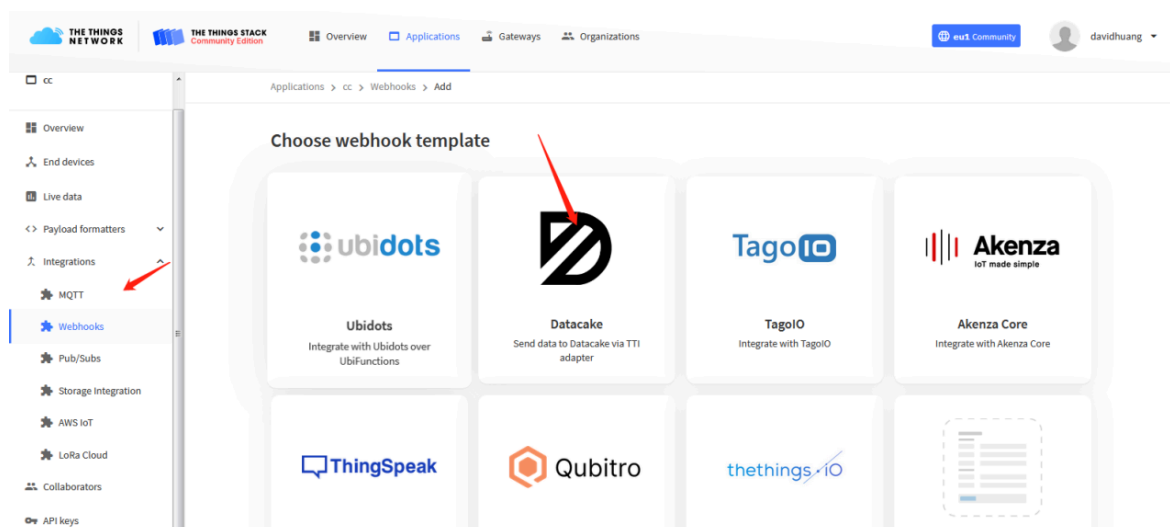 THE THINGS
NETWORK
THE THINGS STACK
Community Edition
Overview
Applications
Gateways
Organizations
eu1 Community
davidhuang
cc
Applications > cc > Webhooks > Add
Overview
End devices
Live data
<> Payload formatters
Integrations
MQTT
Webhooks
Pub/Subs
Storage Integration
AWS IoT
LoRa Cloud
Collaborators
API keys
Choose webhook template
ubidots
Ubidots
Integrate with Ubidots over
UbiFunctions
Datacake
Send data to Datacake via TTI
adapter
Tago IO
TagoIO
Integrate with TagoIO
Akenza
IoT made simple
Akenza Core
Integrate with Akenza Core
ThingSpeak
Qubitro
thethings.iO